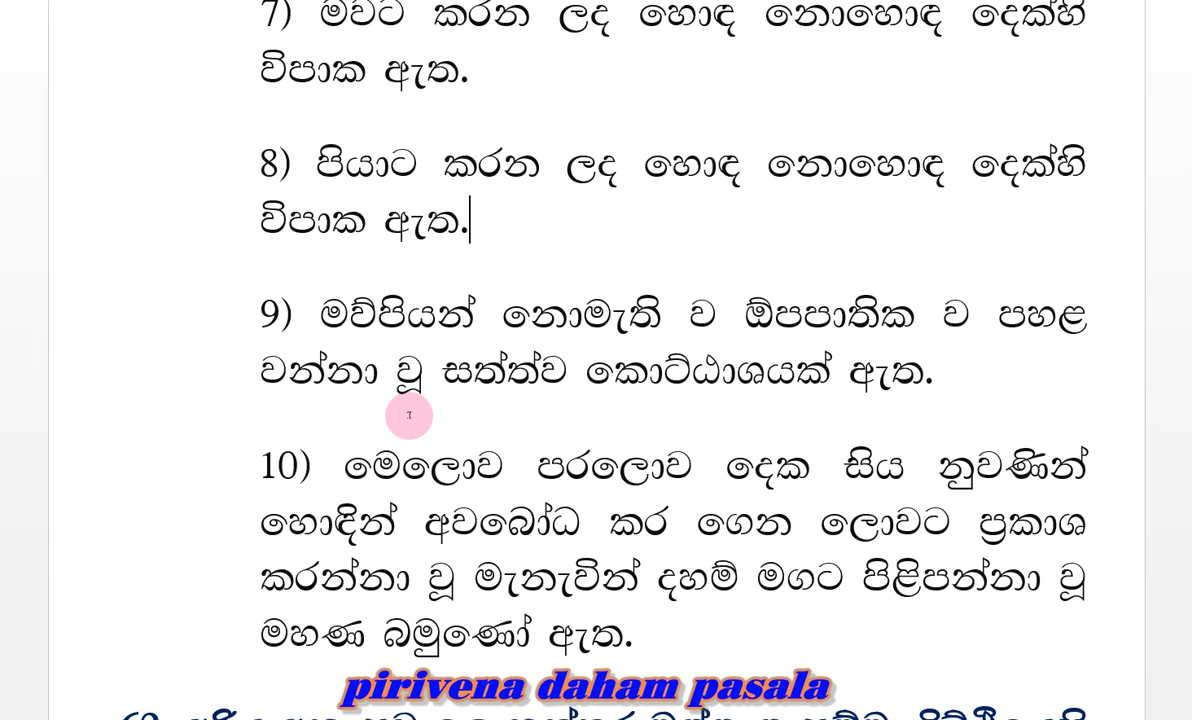 7) මවට කරන ලද හොඳ නොහොඳ දෙක්හි
විපාක ඇත.
8) පියාට කරන ලද හොඳ නොහොඳ දෙක්හි
විපාක ඇත.
9) මව්පියන් නොමැති ව ඕපපාතික ව පහළ
වන්නා වූ සත්ත්ව කොට්ඨාශයක් ඇත.
10) මෙලොව පරලොව දෙක සිය නුවණින්
හොඳින් අවබෝධ කර ගෙන ලොවට ප්‍රකාශ
කරන්නා වූ මැනැවින් දහම් මගට පිළිපන්නා වූ
මහණ බමුණෝ ඇත.
pirivena daham pasala